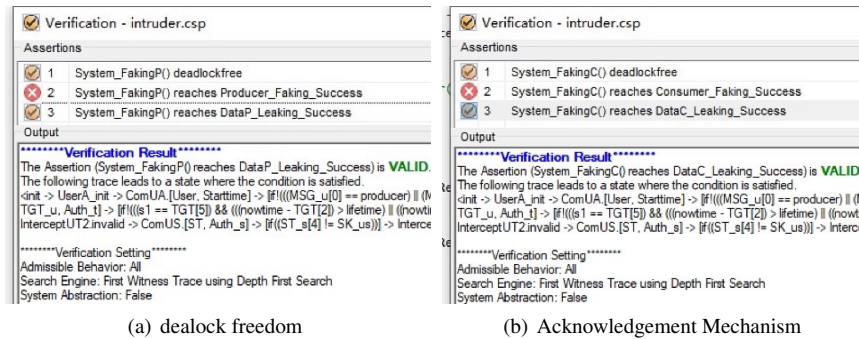 Verification - intruder.csp
Assertions
1 System_FakingP() deadlockfree
2 System_FakingP() reaches Producer_Faking_Success
3 System_FakingP() reaches DataP_Leaking_Success
Output
********Verification Result********
The Assertion (System_FakingP() reaches DataP_Leaking_Success) is VALID.
The following trace leads to a state where the condition is satisfied.
<init -> UserA_init -> ComUA.[User, Starttime] -> [if!(((MSG_u[0] == producer) || (M
TGT_u, Auth_t] -> [if!(((s1 == TGT[5]) && (((nowtime - TGT[2]) > lifetime) || ((nowti
InterceptUT2.invalid -> ComUS.[ST, Auth_s] -> [if((ST_s[4] != SK_us))] -> Interce
********Verification Setting********
Admissible Behavior: All
Search Engine: First Witness Trace using Depth First Search
System Abstraction: False
(a) dealock freedom
Verification - intruder.csp
Assertions
1 System_FakingC() deadlockfree
2 System_FakingC() reaches Consumer_Faking_Success
3 System_FakingC() reaches DataC_Leaking_Success
Output
********Verification Result********
The Assertion (System_FakingC() reaches DataC_Leaking_Success) is VALID
The following trace leads to a state where the condition is satisfied.
<init -> UserA_init -> ComUA.[User, Starttime] -> [if!(((MSG_u[0] == producer) || (M
TGT_u, Auth_t] -> [if!(((s1 == TGT[5]) && (((nowtime - TGT[2]) > lifetime) || ((nowti
InterceptUT2.invalid -> ComUS.[ST, Auth_s] -> [if((ST_s[4] != SK_us))] -> Interce
********Verification Setting********
Admissible Behavior: All
Search Engine: First Witness Trace using Depth First Search
System Abstraction: False
(b) Acknowledgement Mechanism